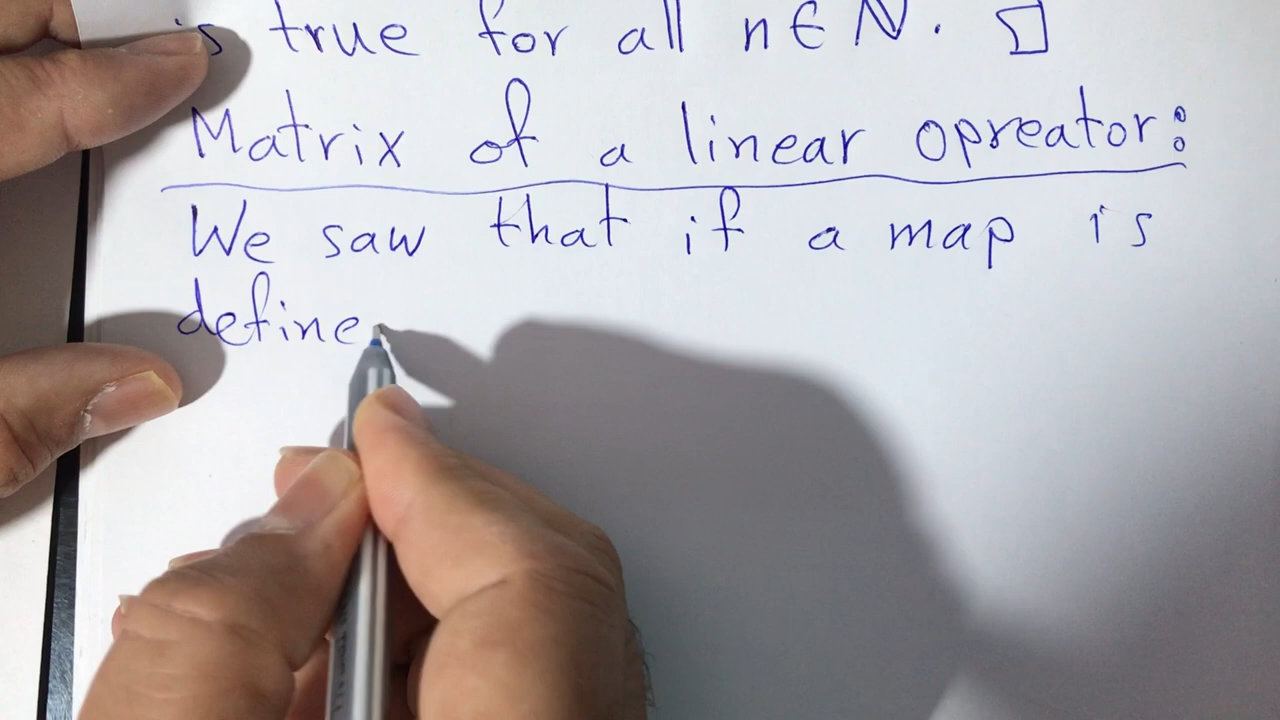 is true for all n ∈ ℕ. □
Matrix of a linear opreator:
We saw that if a map is
define